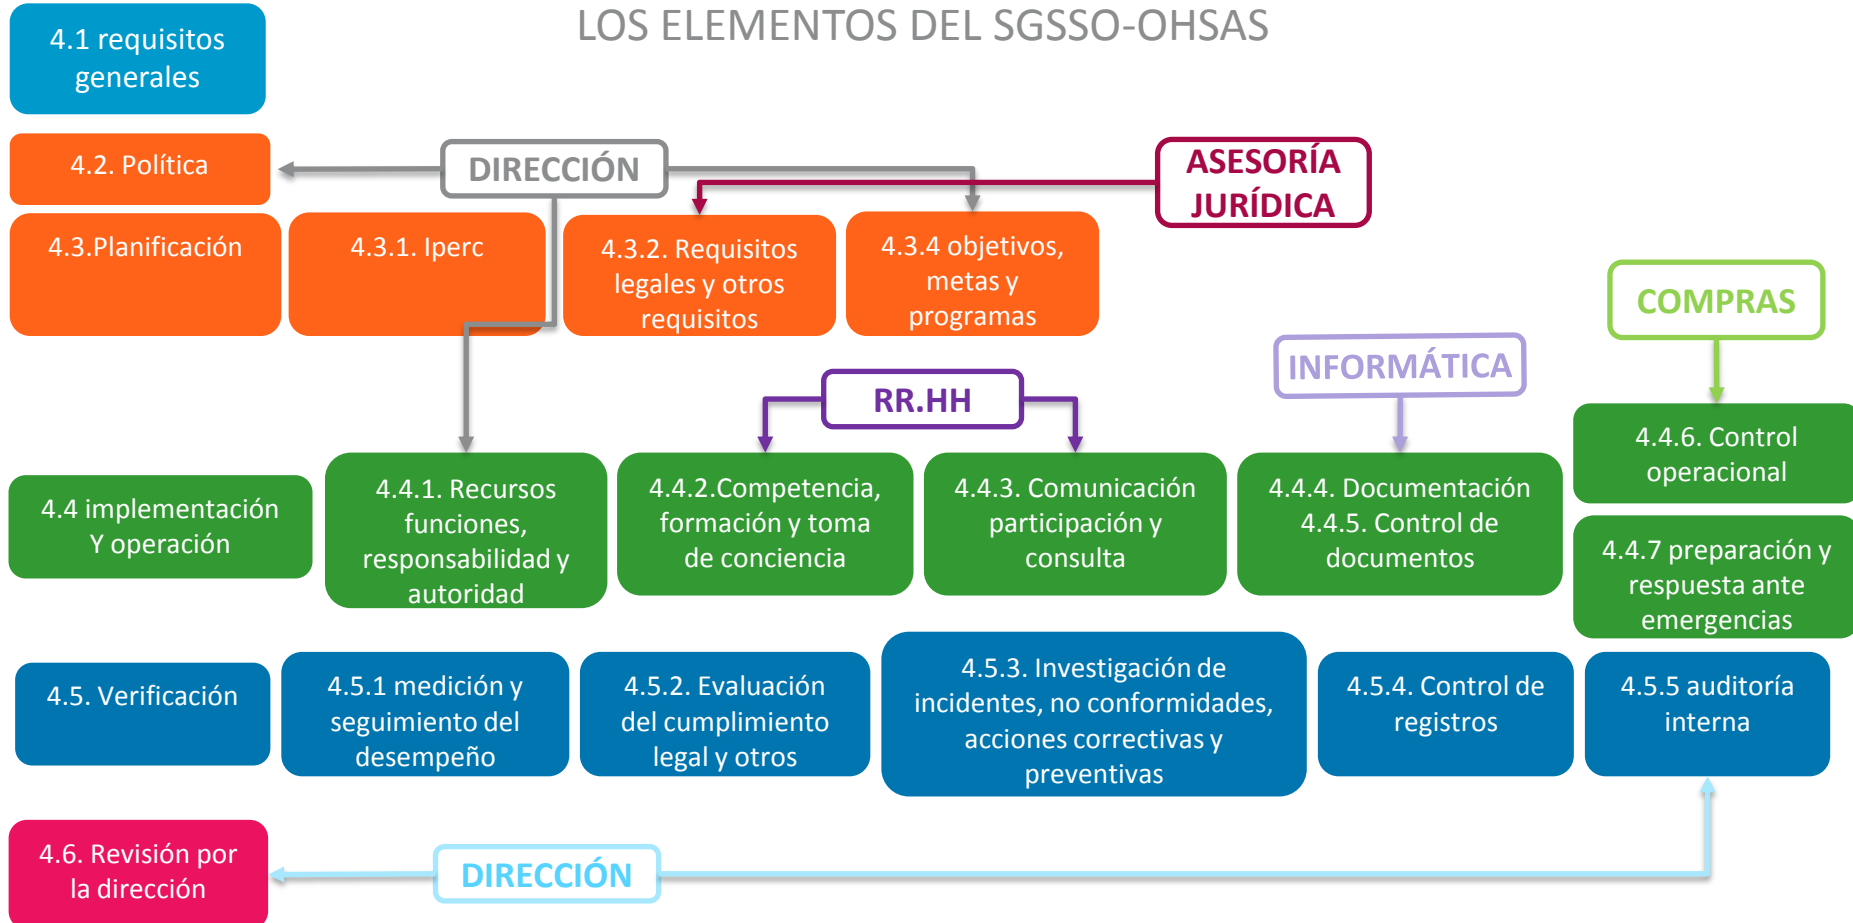 LOS ELEMENTOS DEL SGSSO-OHSAS
4.1 requisitos
generales
4.2. Política
DIRECCIÓN
ASESORÍA
JURÍDICA
4.3.Planificación
4.3.1. Iperc
4.3.2. Requisitos
legales y otros
requisitos
4.3.4 objetivos,
metas y
programas
COMPRAS
INFORMÁTICA
RR.HH
4.4 implementación
Y operación
4.4.1. Recursos
funciones,
responsabilidad y
autoridad
4.4.2.Competencia,
formación y toma
de conciencia
4.4.3. Comunicación
participación y
consulta
4.4.4. Documentación
4.4.5. Control de
documentos
4.4.6. Control
operacional
4.4.7 preparación y
respuesta ante
emergencias
4.5. Verificación
4.5.1 medición y
seguimiento del
desempeño
4.5.2. Evaluación
del cumplimiento
legal y otros
4.5.3. Investigación de
incidentes, no conformidades,
acciones correctivas y
preventivas
4.5.4. Control de
registros
4.5.5 auditoría
interna
4.6. Revisión por
la dirección
DIRECCIÓN